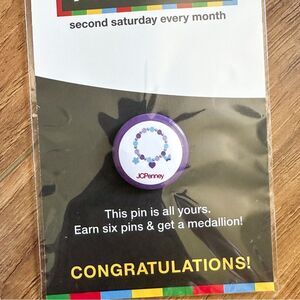 second saturday every month
JCPenney
This pin is all yours.
Earn six pins & get a medallion!
CONGRATULATIONS!